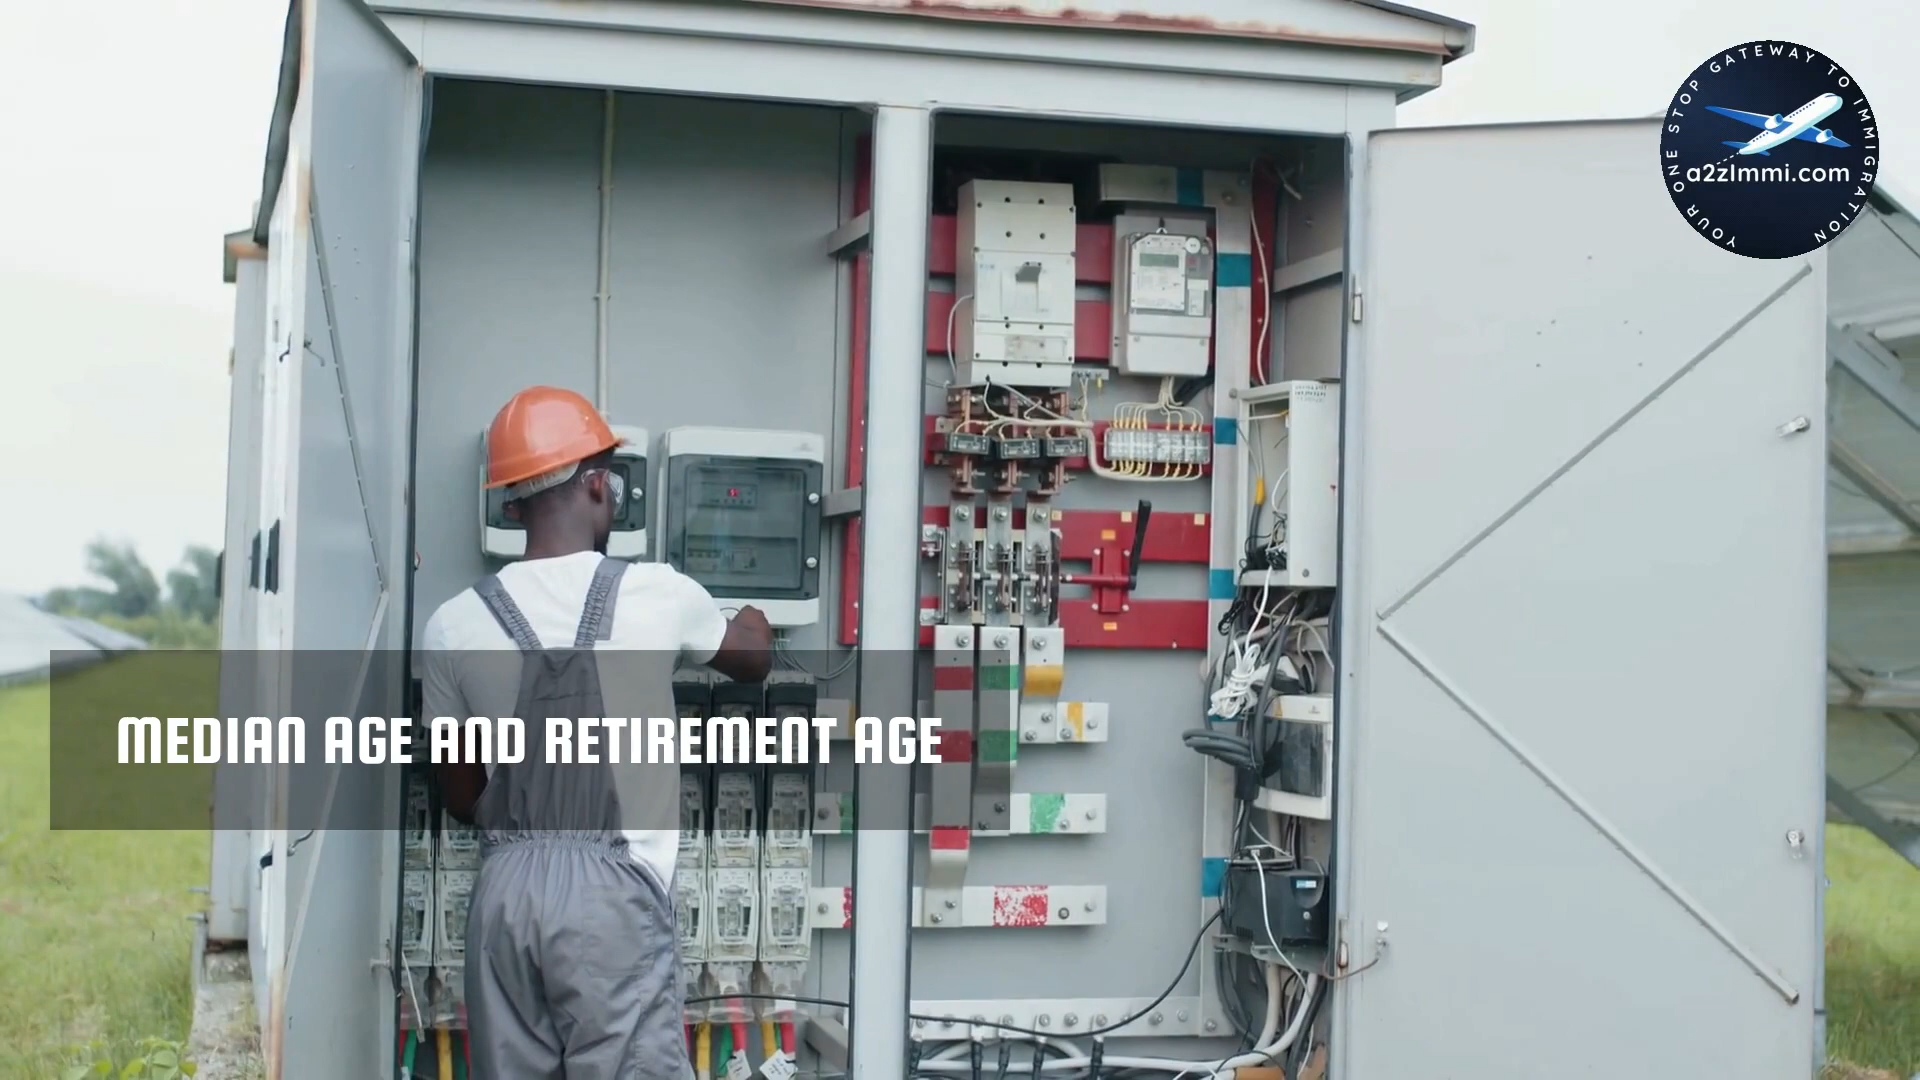 YOUR ONE STOP GATEWAY TO IMMIGRATION
a2zImmi.com
MEDIAN AGE AND RETIREMENT AGE